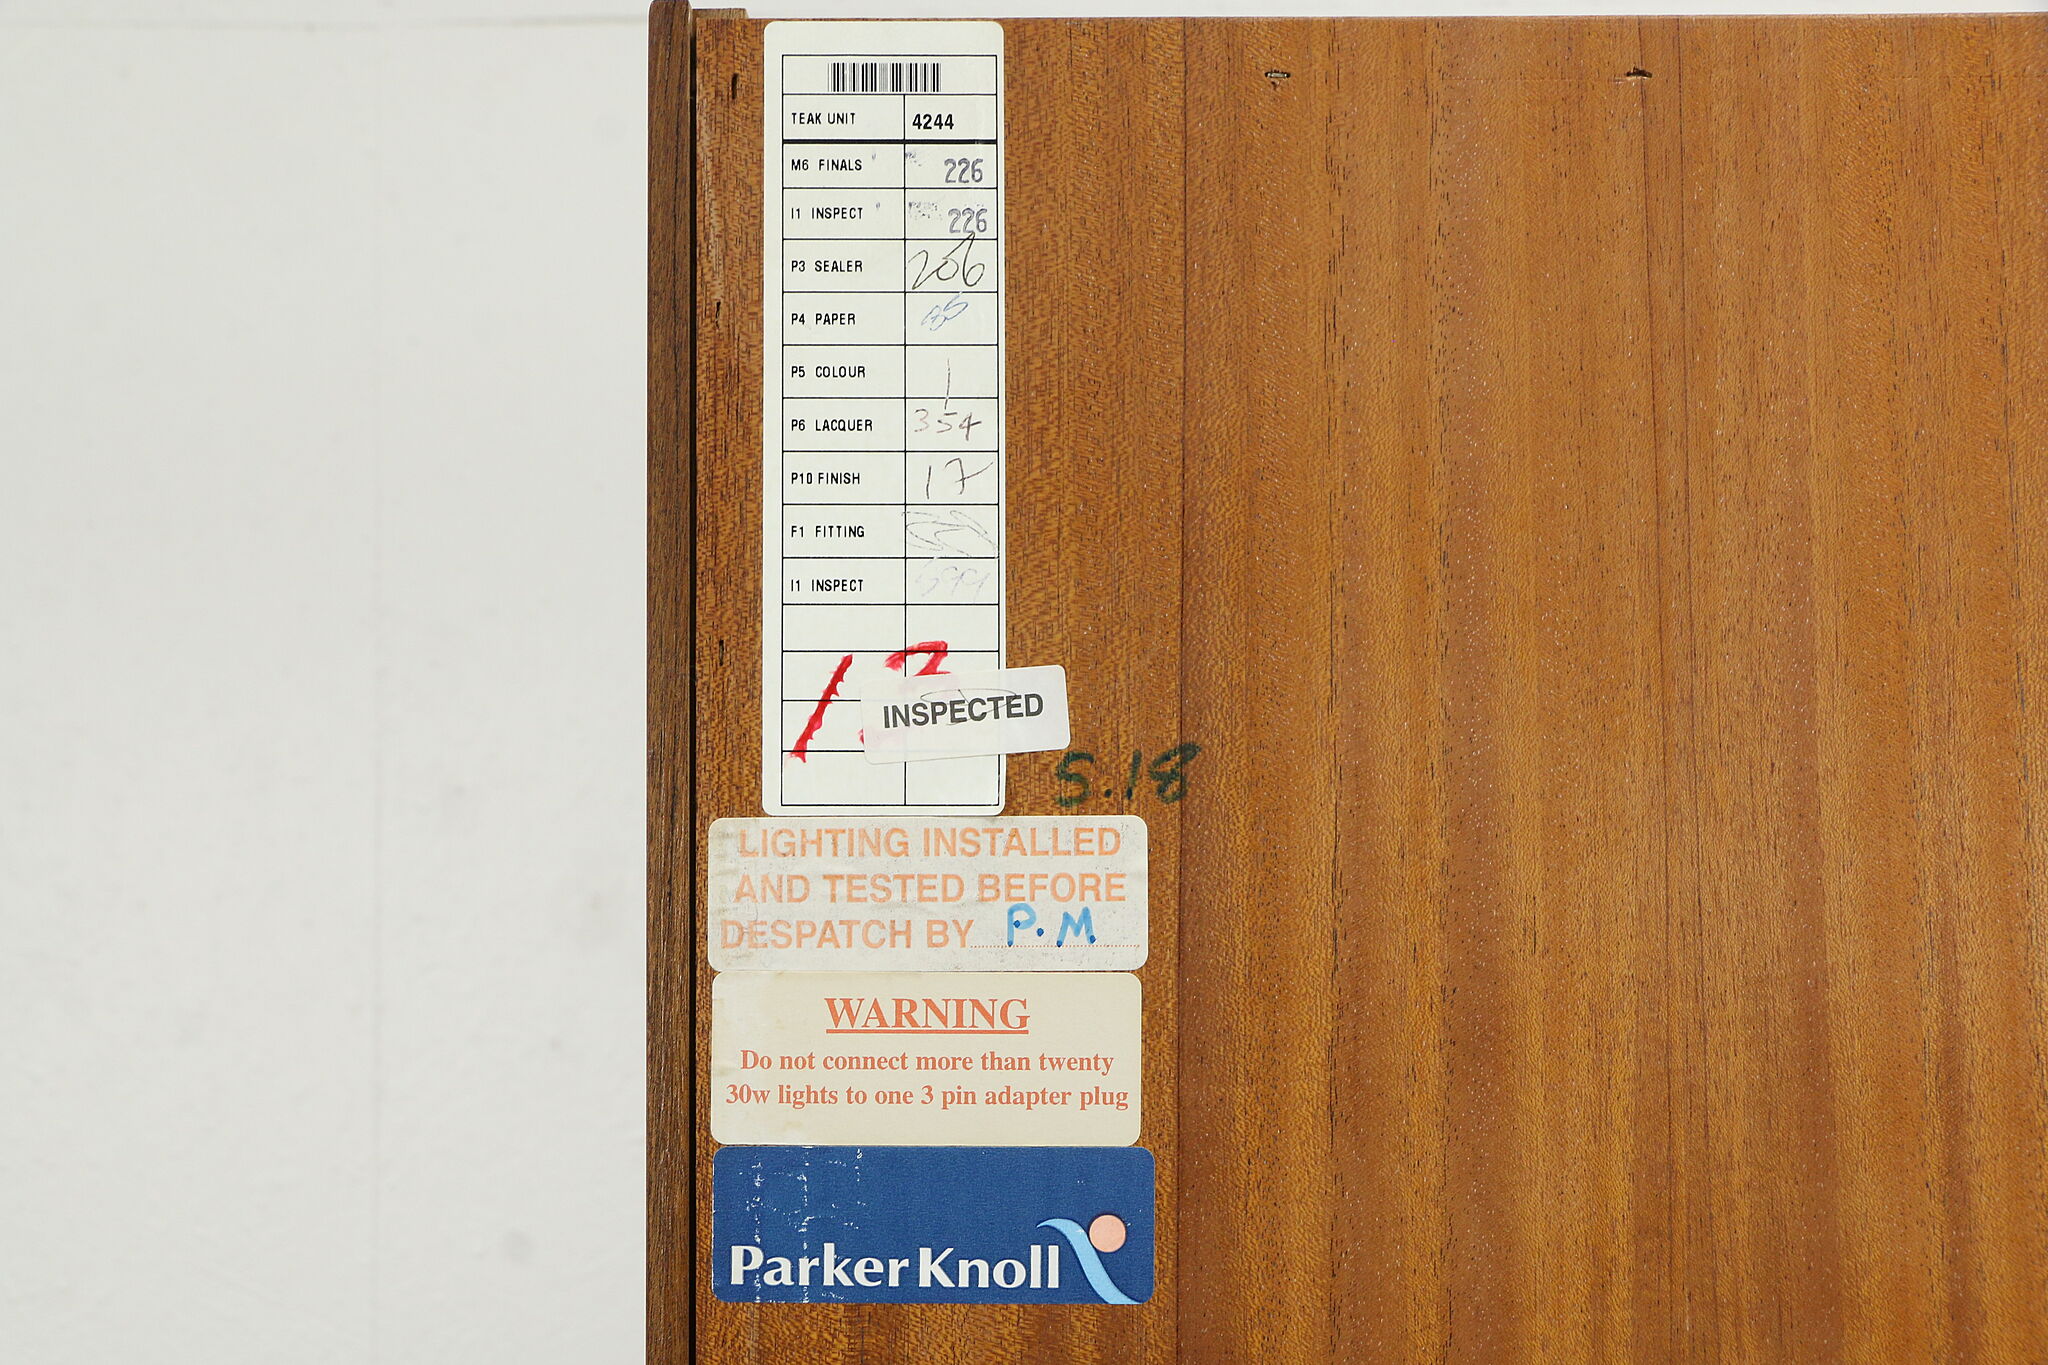 TEAK UNIT 4244
M6 FINALS 226
I1 INSPECT 226
P3 SEALER 206
P4 PAPER
P5 COLOUR 1
P6 LACQUER 354
P10 FINISH 17
F1 FITTING
I1 INSPECT
INSPECTED
S.18
LIGHTING INSTALLED
AND TESTED BEFORE
DESPATCH BY P.M
WARNING
Do not connect more than twenty
30w lights to one 3 pin adapter plug
Parker Knoll